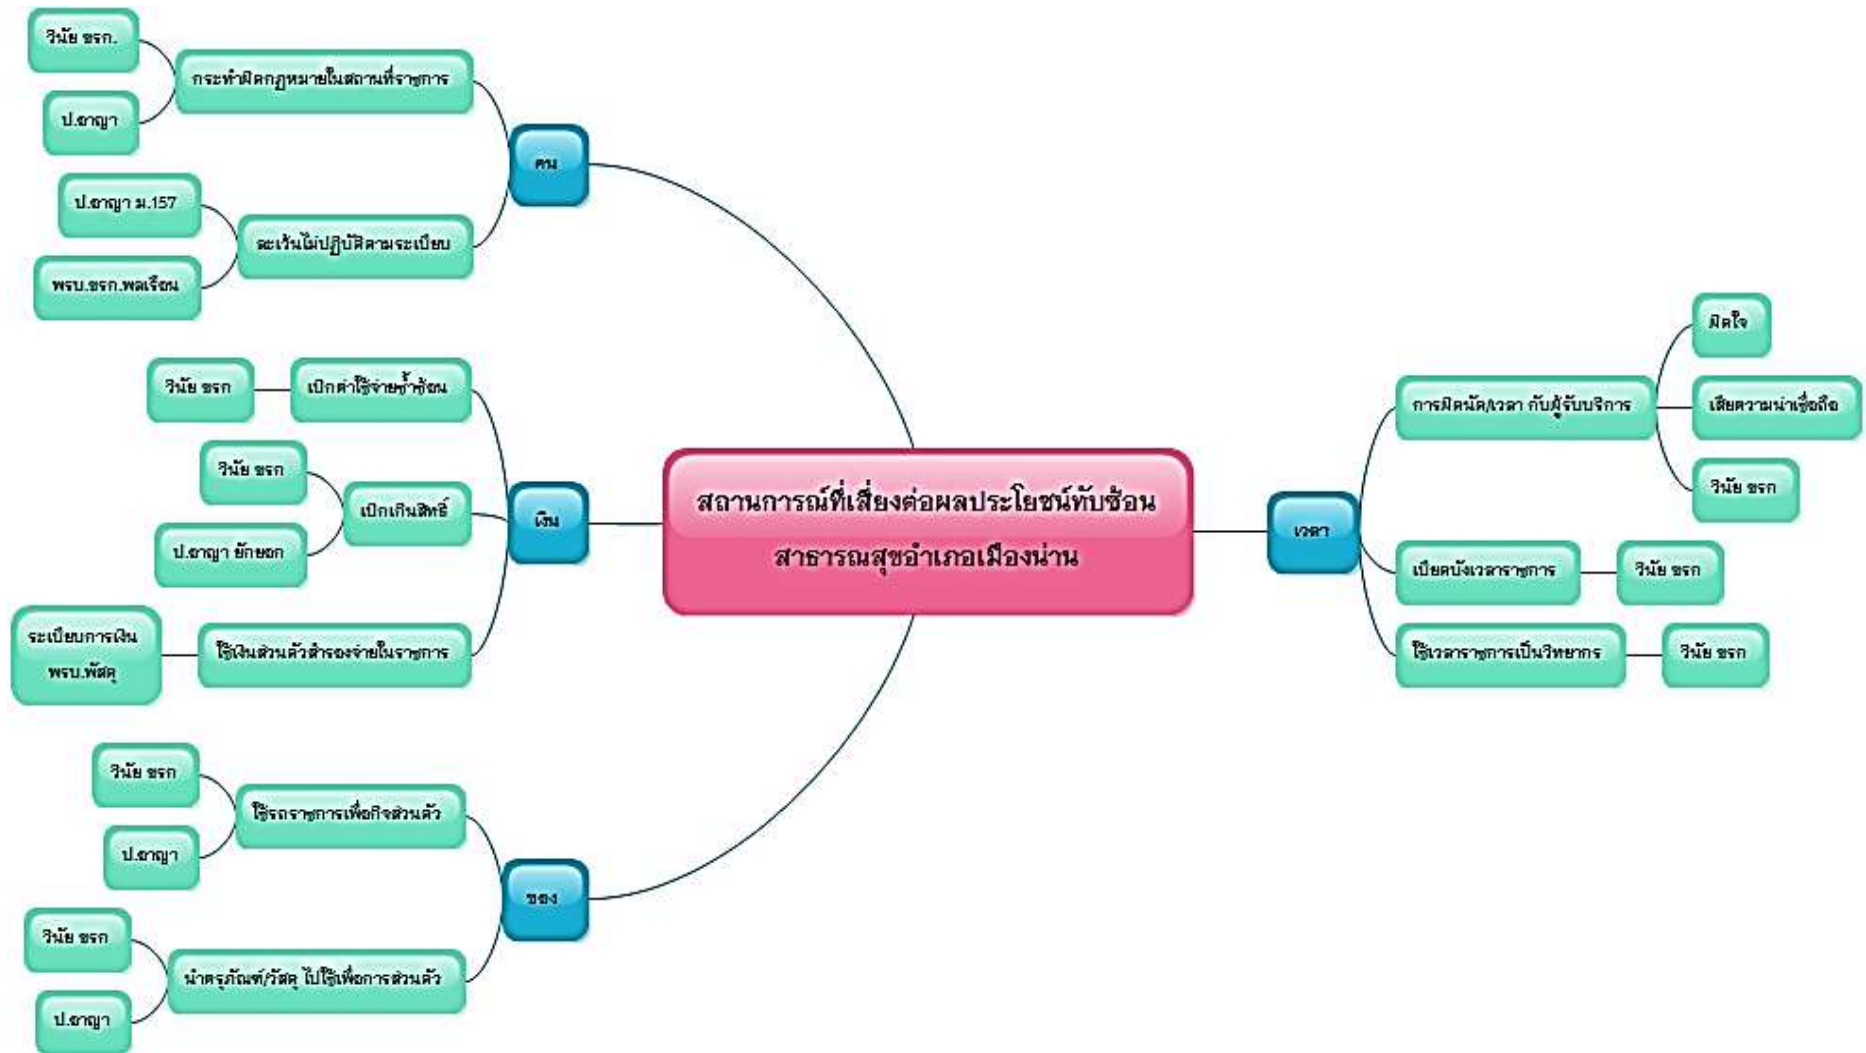 วินัย ขรก.
กระทำผิดกฎหมายในสถานที่ราชการ
ป.อาญา
คน
ป.อาญา ม.157
ละเว้นไม่ปฏิบัติตามระเบียบ
พรบ.ขรก.พลเรือน
วินัย ขรก
เบิกค่าใช้จ่ายซ้ำซ้อน
วินัย ขรก
เบิกเกินสิทธิ์
ป.อาญา ยักยอก
เงิน
ระเบียบการเงิน
พรบ.พัสดุ
ใช้เงินส่วนตัวสำรองจ่ายในราชการ
วินัย ขรก
ใช้รถราชการเพื่อกิจส่วนตัว
ป.อาญา
ของ
วินัย ขรก
นำครุภัณฑ์/วัสดุ ไปใช้เพื่อการส่วนตัว
ป.อาญา
สถานการณ์ที่เสี่ยงต่อผลประโยชน์ทับซ้อน
สาธารณสุขอำเภอเมืองน่าน
เวลา
การผิดนัด/เวลา กับผู้รับบริการ
ผิดใจ
เสียความน่าเชื่อถือ
วินัย ขรก
เบียดบังเวลาราชการ
วินัย ขรก
ใช้เวลาราชการเป็นวิทยากร
วินัย ขรก